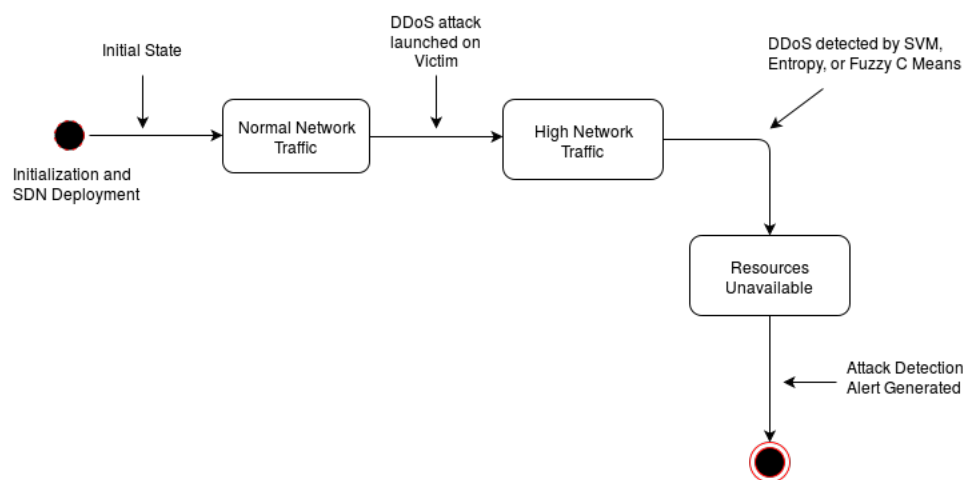 Initial State
DDoS attack
launched on
Victim
DDoS detected by SVM,
Entropy, or Fuzzy C Means
Normal Network
Traffic
High Network
Traffic
Initialization and
SDN Deployment
Resources
Unavailable
Attack Detection
Alert Generated